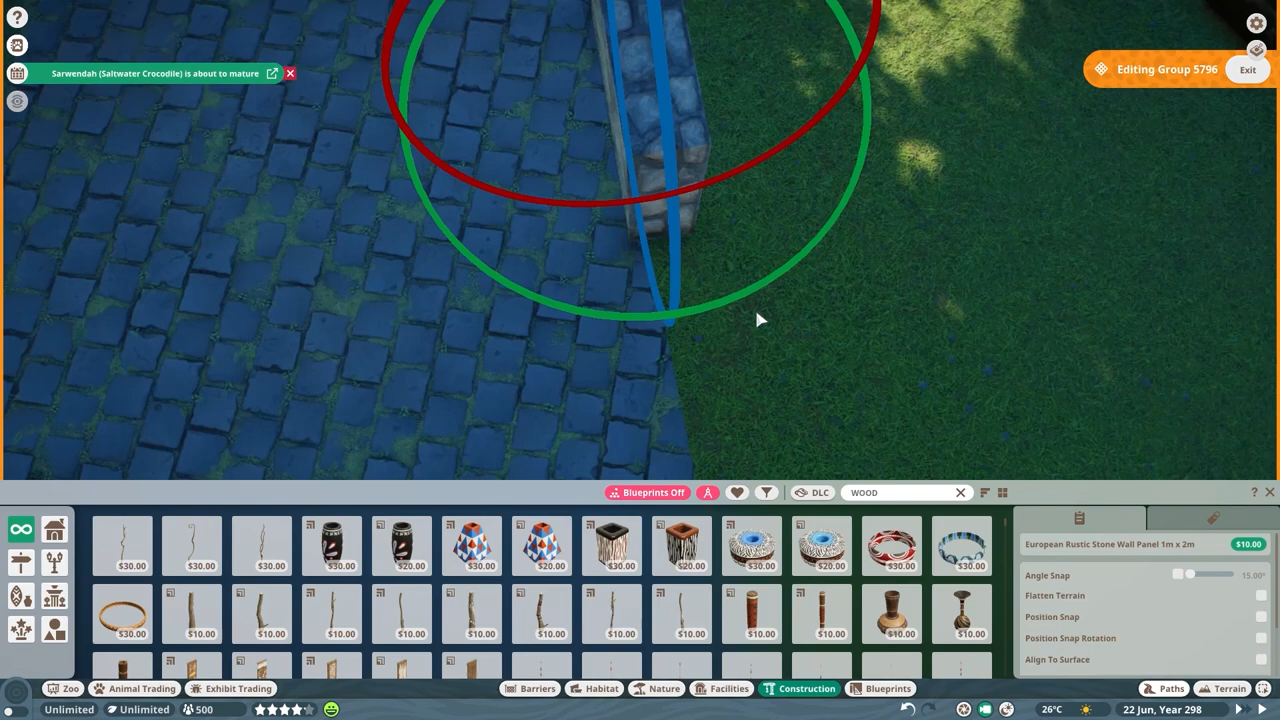 ?
Sarwendah (Saltwater Crocodile) is about to mature
Editing Group 5796
Exit
Blueprints Off
DLC
WOOD
?
$30.00 $30.00 $30.00 $30.00 $20.00 $30.00 $20.00 $30.00 $20.00 $30.00 $20.00 $30.00 $30.00
$30.00 $10.00 $10.00 $10.00 $10.00 $10.00 $10.00 $10.00 $10.00 $10.00 $10.00 $10.00 $10.00
European Rustic Stone Wall Panel 1m x 2m $10.00
Angle Snap 15.00°
Flatten Terrain
Position Snap
Position Snap Rotation
Align To Surface
Zoo Animal Trading Exhibit Trading Barriers Habitat Nature Facilities Construction Blueprints Paths Terrain
Unlimited Unlimited 500 26°C 22 Jun, Year 298